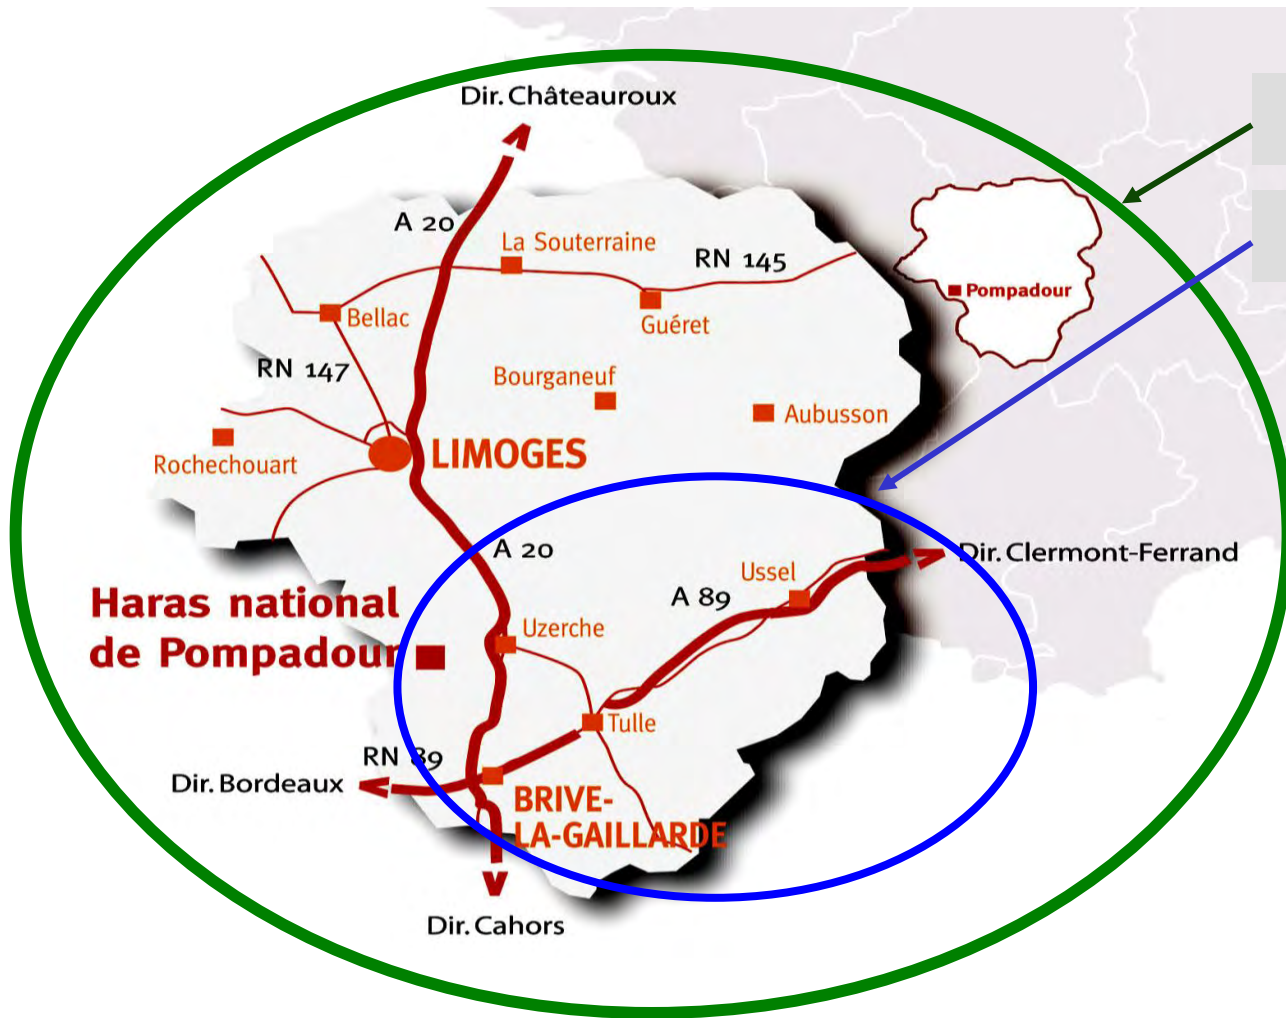 Dir. Châteauroux
A 20
La Souterraine
RN 145
Pompadour
Bellac
Guéret
RN 147
Bourganeuf
Aubusson
Rochechouart
LIMOGES
A 20
Dir. Clermont-Ferrand
Ussel
A 89
Haras national
de Pompadour
Uzerche
Tulle
RN 89
Dir. Bordeaux
BRIVE-
LA-GAILLARDE
Dir. Cahors